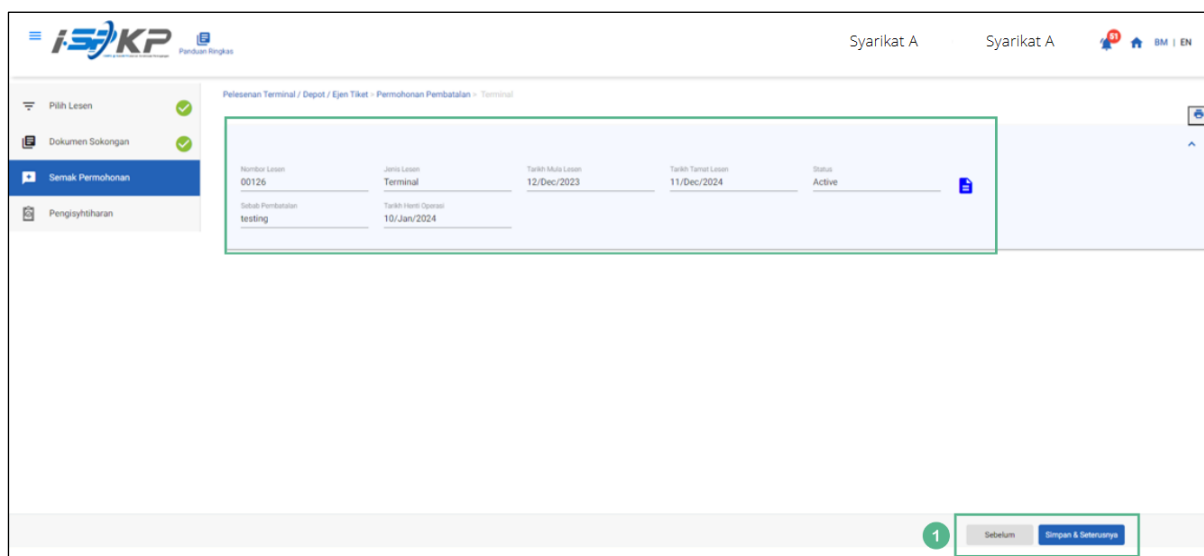 i-SPKP
Panduan Ringkas
Syarikat A
Syarikat A
51
BM | EN
Pilih Lesen
Dokumen Sokongan
Semak Permohonan
Pengisyhtiharan
Pelesenan Terminal / Depot / Ejen Tiket > Permohonan Pembatalan > Terminal
Nombor Lesen
00126
Jenis Lesen
Terminal
Tarikh Mula Lesen
12/Dec/2023
Tarikh Tamat Lesen
11/Dec/2024
Status
Active
Sebab Pembatalan
testing
Tarikh Henti Operasi
10/Jan/2024
1
Sebelum
Simpan & Seterusnya